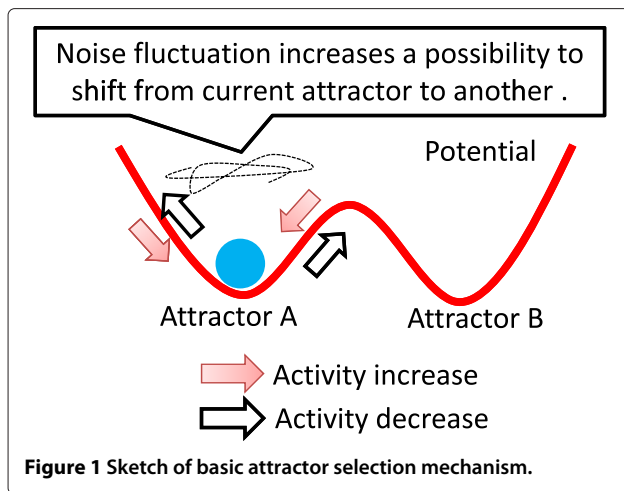 Noise fluctuation increases a possibility to
shift from current attractor to another .
Potential
Attractor A
Attractor B
Activity increase
Activity decrease
Figure 1 Sketch of basic attractor selection mechanism.